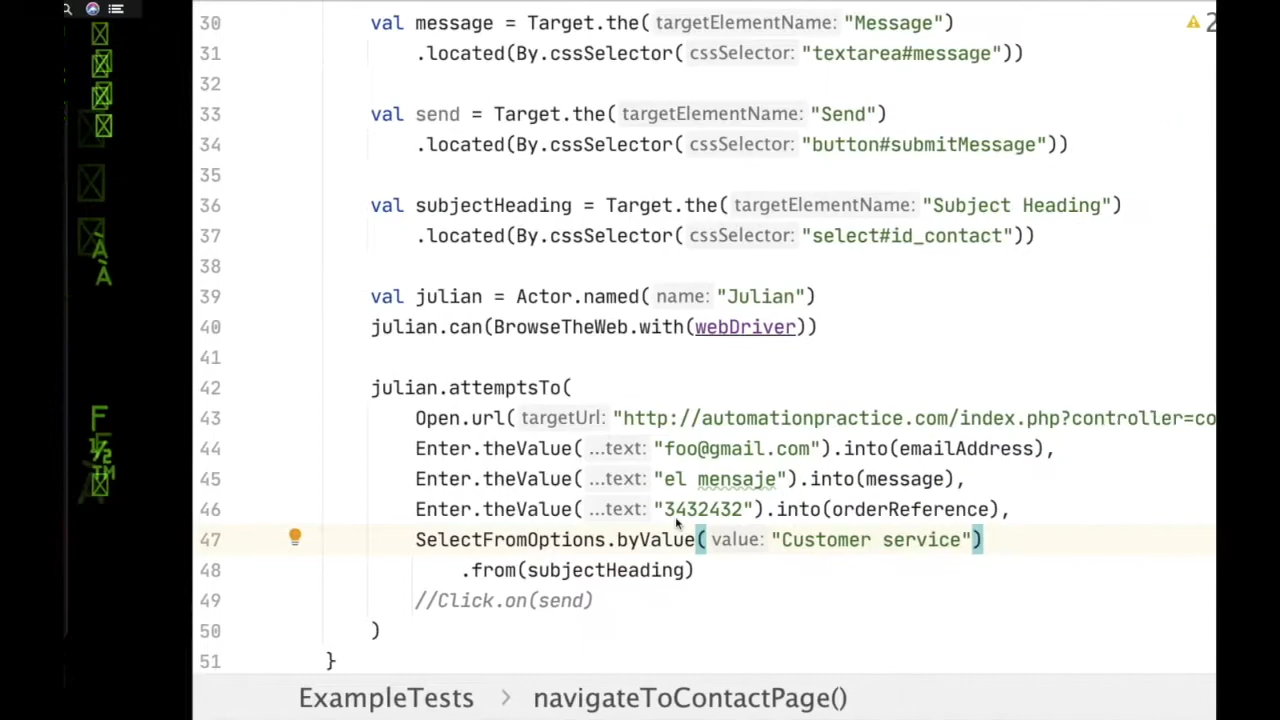 30 val message = Target.the( targetElementName: "Message")
31 .located(By.cssSelector( cssSelector: "textarea#message"))
32
33 val send = Target.the( targetElementName: "Send")
34 .located(By.cssSelector( cssSelector: "button#submitMessage"))
35
36 val subjectHeading = Target.the( targetElementName: "Subject Heading")
37 .located(By.cssSelector( cssSelector: "select#id_contact"))
38
39 val julian = Actor.named( name: "Julian")
40 julian.can(BrowseTheWeb.with(webDriver))
41
42 julian.attemptsTo(
43 Open.url( targetUrl: "http://automationpractice.com/index.php?controller=co
44 Enter.theValue( ...text: "foo@gmail.com").into(emailAddress),
45 Enter.theValue( ...text: "el mensaje").into(message),
46 Enter.theValue( ...text: "3432432").into(orderReference),
47 SelectFromOptions.byValue( value: "Customer service")
48 .from(subjectHeading)
49 //Click.on(send)
50 )
51 }
ExampleTests > navigateToContactPage()